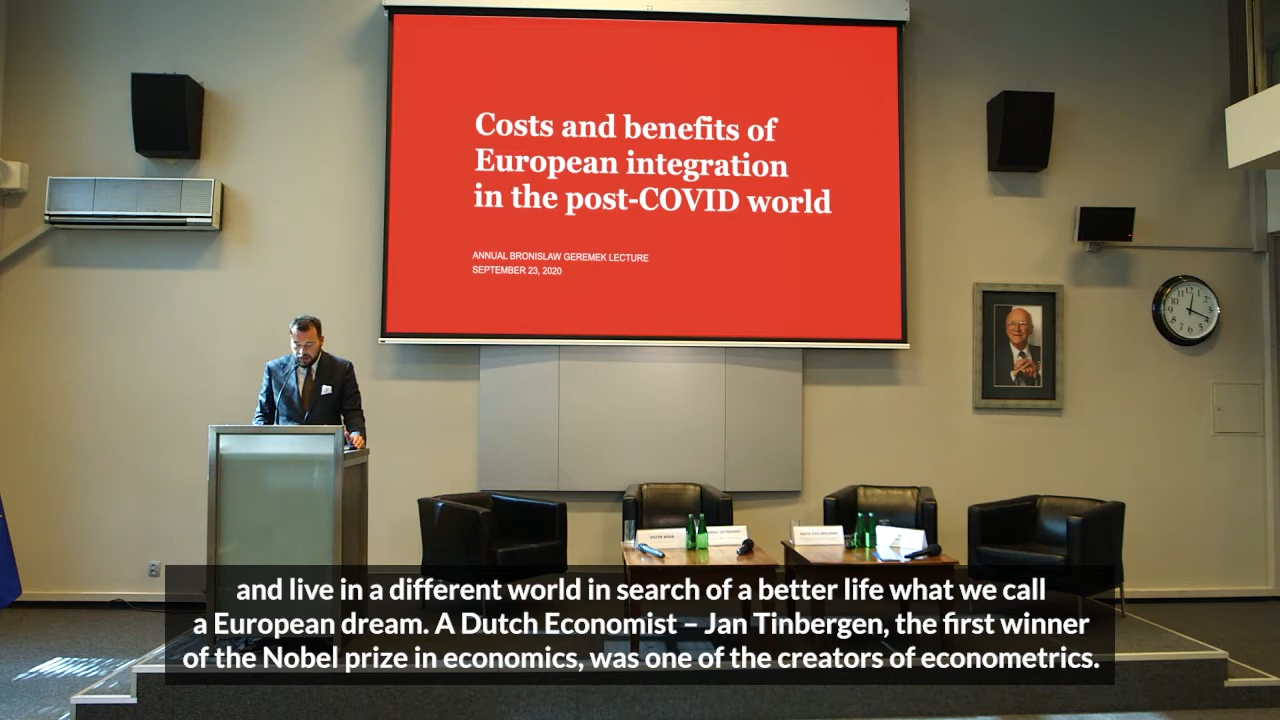 Costs and benefits of
European integration
in the post-COVID world
ANNUAL BRONISLAW GEREMEK LECTURE
SEPTEMBER 23, 2020
and live in a different world in search of a better life what we call
a European dream. A Dutch Economist – Jan Tinbergen, the first winner
of the Nobel prize in economics, was one of the creators of econometrics.